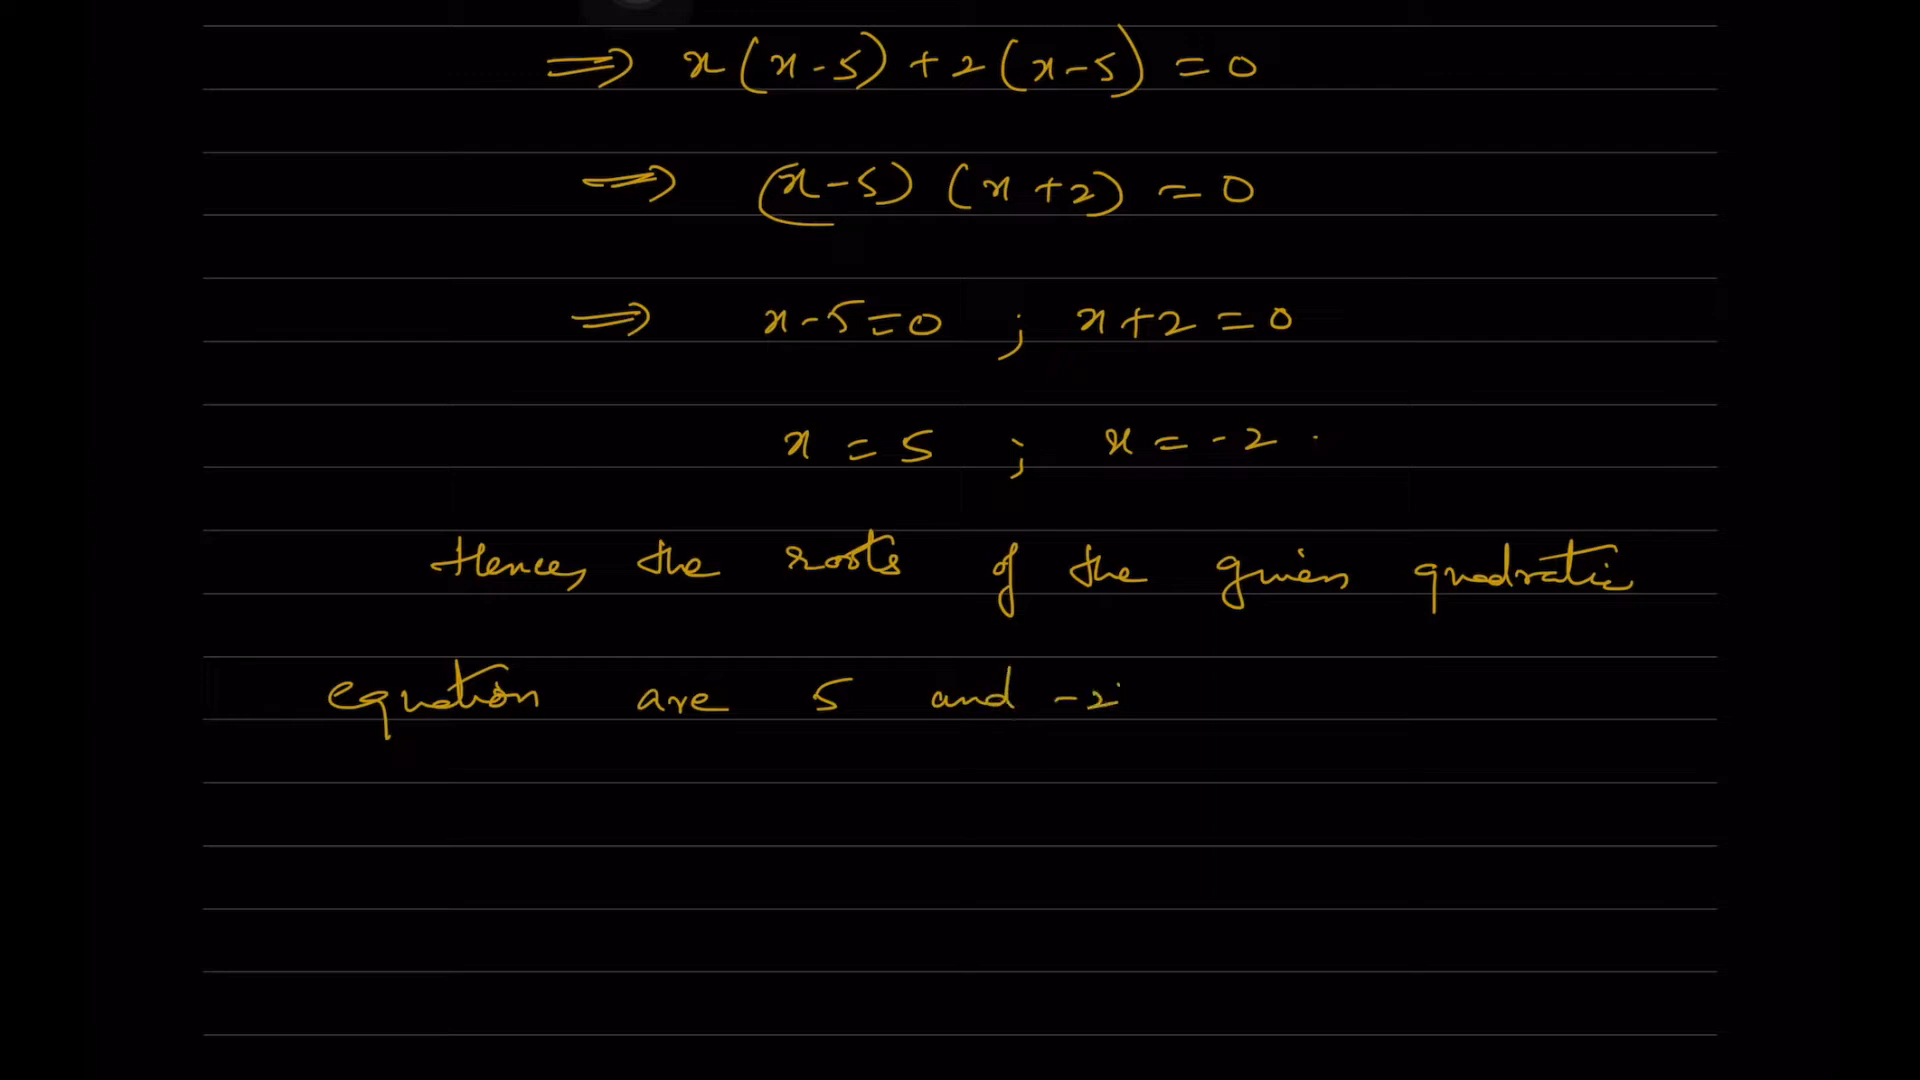 ⟹ x(x-5)+2(x-5) = 0
⟹ (x-5) (x+2) = 0
⟹ x-5=0 ; x+2=0
x = 5 ; x = -2 .
Hence, the roots of the given quadratic
equation are 5 and -2